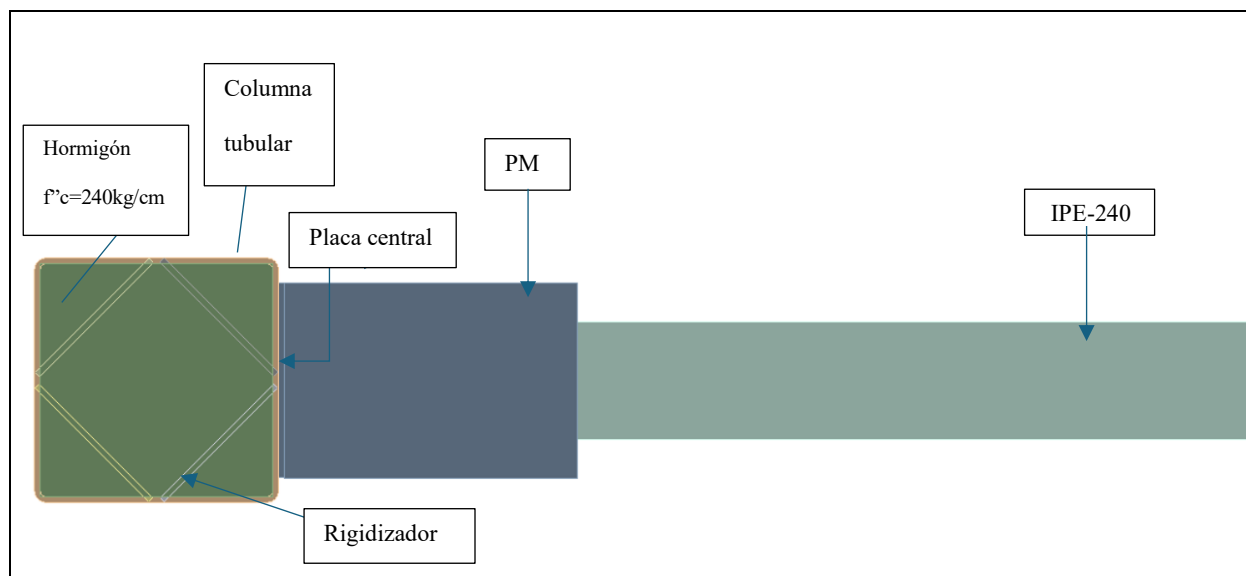 Columna
tubular
Hormigón
f”c=240kg/cm
PM
IPE-240
Placa central
Rigidizador